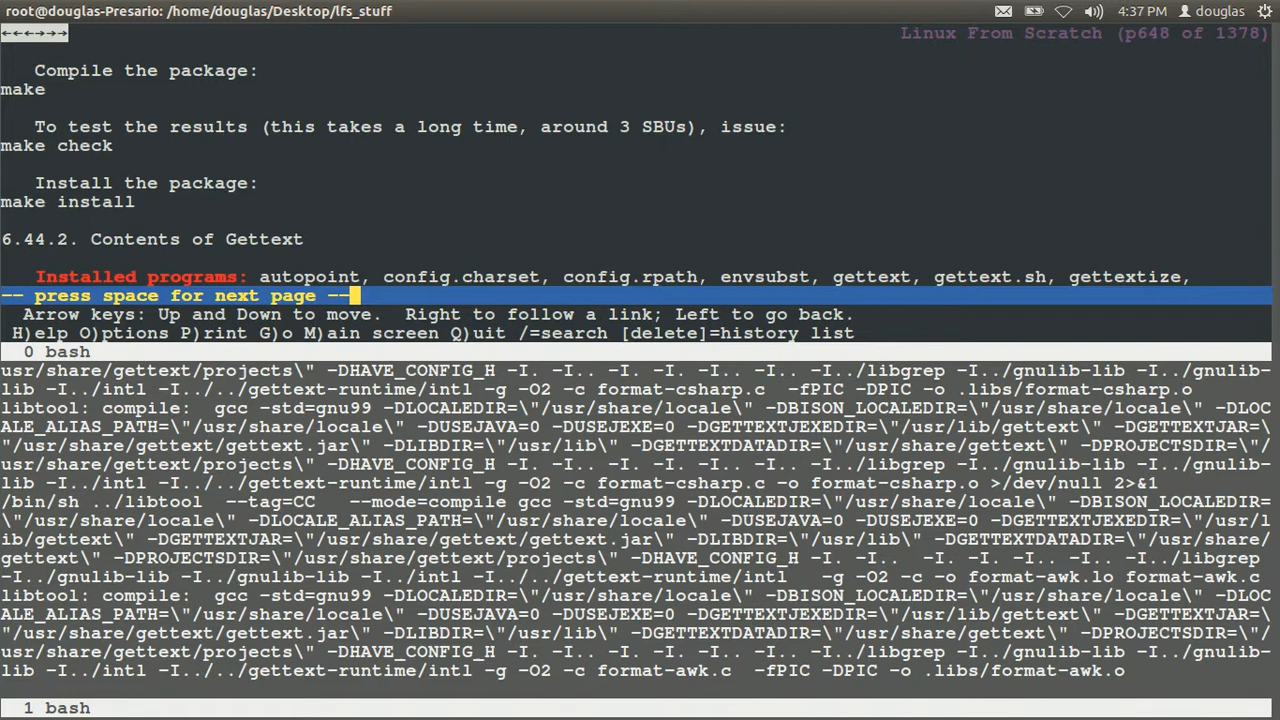 root@douglas-Presario: /home/douglas/Desktop/lfs_stuff
4:37 PM douglas
←←←→→→ Linux From Scratch (p648 of 1378)
Compile the package:
make
To test the results (this takes a long time, around 3 SBUs), issue:
make check
Install the package:
make install
6.44.2. Contents of Gettext
Installed programs: autopoint, config.charset, config.rpath, envsubst, gettext, gettext.sh, gettextize,
-- press space for next page --
Arrow keys: Up and Down to move.  Right to follow a link; Left to go back.
H)elp O)ptions P)rint G)o M)ain screen Q)uit /=search [delete]=history list
0 bash
usr/share/gettext/projects\" -DHAVE_CONFIG_H -I. -I.. -I. -I. -I.. -I.. -I../libgrep -I../gnulib-lib -I../gnulib-
lib -I../intl -I../../gettext-runtime/intl -g -O2 -c format-csharp.c  -fPIC -DPIC -o .libs/format-csharp.o
libtool: compile:  gcc -std=gnu99 -DLOCALEDIR=\"/usr/share/locale\" -DBISON_LOCALEDIR=\"/usr/share/locale\" -DLOC
ALE_ALIAS_PATH=\"/usr/share/locale\" -DUSEJAVA=0 -DUSEJEXE=0 -DGETTEXTJEXEDIR=\"/usr/lib/gettext\" -DGETTEXTJAR=\
"/usr/share/gettext/gettext.jar\" -DLIBDIR=\"/usr/lib\" -DGETTEXTDATADIR=\"/usr/share/gettext\" -DPROJECTSDIR=\"/
usr/share/gettext/projects\" -DHAVE_CONFIG_H -I. -I.. -I. -I. -I.. -I.. -I../libgrep -I../gnulib-lib -I../gnulib-
lib -I../intl -I../../gettext-runtime/intl -g -O2 -c format-csharp.c -o format-csharp.o >/dev/null 2>&1
/bin/sh ../libtool  --tag=CC   --mode=compile gcc -std=gnu99 -DLOCALEDIR=\"/usr/share/locale\" -DBISON_LOCALEDIR=
\"/usr/share/locale\" -DLOCALE_ALIAS_PATH=\"/usr/share/locale\" -DUSEJAVA=0 -DUSEJEXE=0 -DGETTEXTJEXEDIR=\"/usr/l
ib/gettext\" -DGETTEXTJAR=\"/usr/share/gettext/gettext.jar\" -DLIBDIR=\"/usr/lib\" -DGETTEXTDATADIR=\"/usr/share/
gettext\" -DPROJECTSDIR=\"/usr/share/gettext/projects\" -DHAVE_CONFIG_H -I. -I..  -I. -I. -I.. -I.. -I../libgrep
-I../gnulib-lib -I../gnulib-lib -I../intl -I../../gettext-runtime/intl   -g -O2 -c -o format-awk.lo format-awk.c
libtool: compile:  gcc -std=gnu99 -DLOCALEDIR=\"/usr/share/locale\" -DBISON_LOCALEDIR=\"/usr/share/locale\" -DLOC
ALE_ALIAS_PATH=\"/usr/share/locale\" -DUSEJAVA=0 -DUSEJEXE=0 -DGETTEXTJEXEDIR=\"/usr/lib/gettext\" -DGETTEXTJAR=\
"/usr/share/gettext/gettext.jar\" -DLIBDIR=\"/usr/lib\" -DGETTEXTDATADIR=\"/usr/share/gettext\" -DPROJECTSDIR=\"/
usr/share/gettext/projects\" -DHAVE_CONFIG_H -I. -I.. -I. -I. -I.. -I.. -I../libgrep -I../gnulib-lib -I../gnulib-
lib -I../intl -I../../gettext-runtime/intl -g -O2 -c format-awk.c  -fPIC -DPIC -o .libs/format-awk.o
1 bash